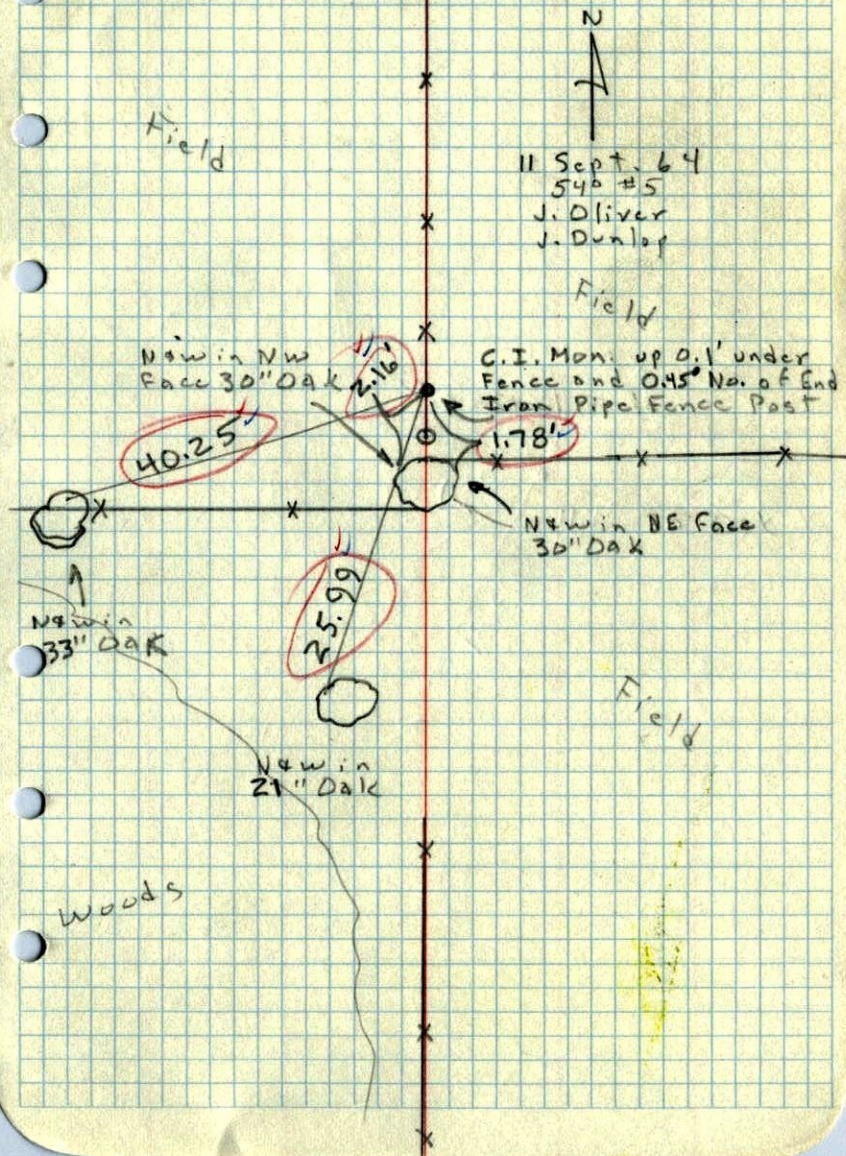 N
Field
11 Sept. 64
54° #5
J. Oliver
J. Dunlop
Field
N&W in NW
Face 30" Oak
2.16'
C.I. Mon. up 0.1' under
Fence and 0.45' No. of End
Iron Pipe Fence Post
40.25
1.78'
N&W in NE Face
30" Oak
25.99
N&W in
33" Oak
Field
N&W in
21" Oak
Woods